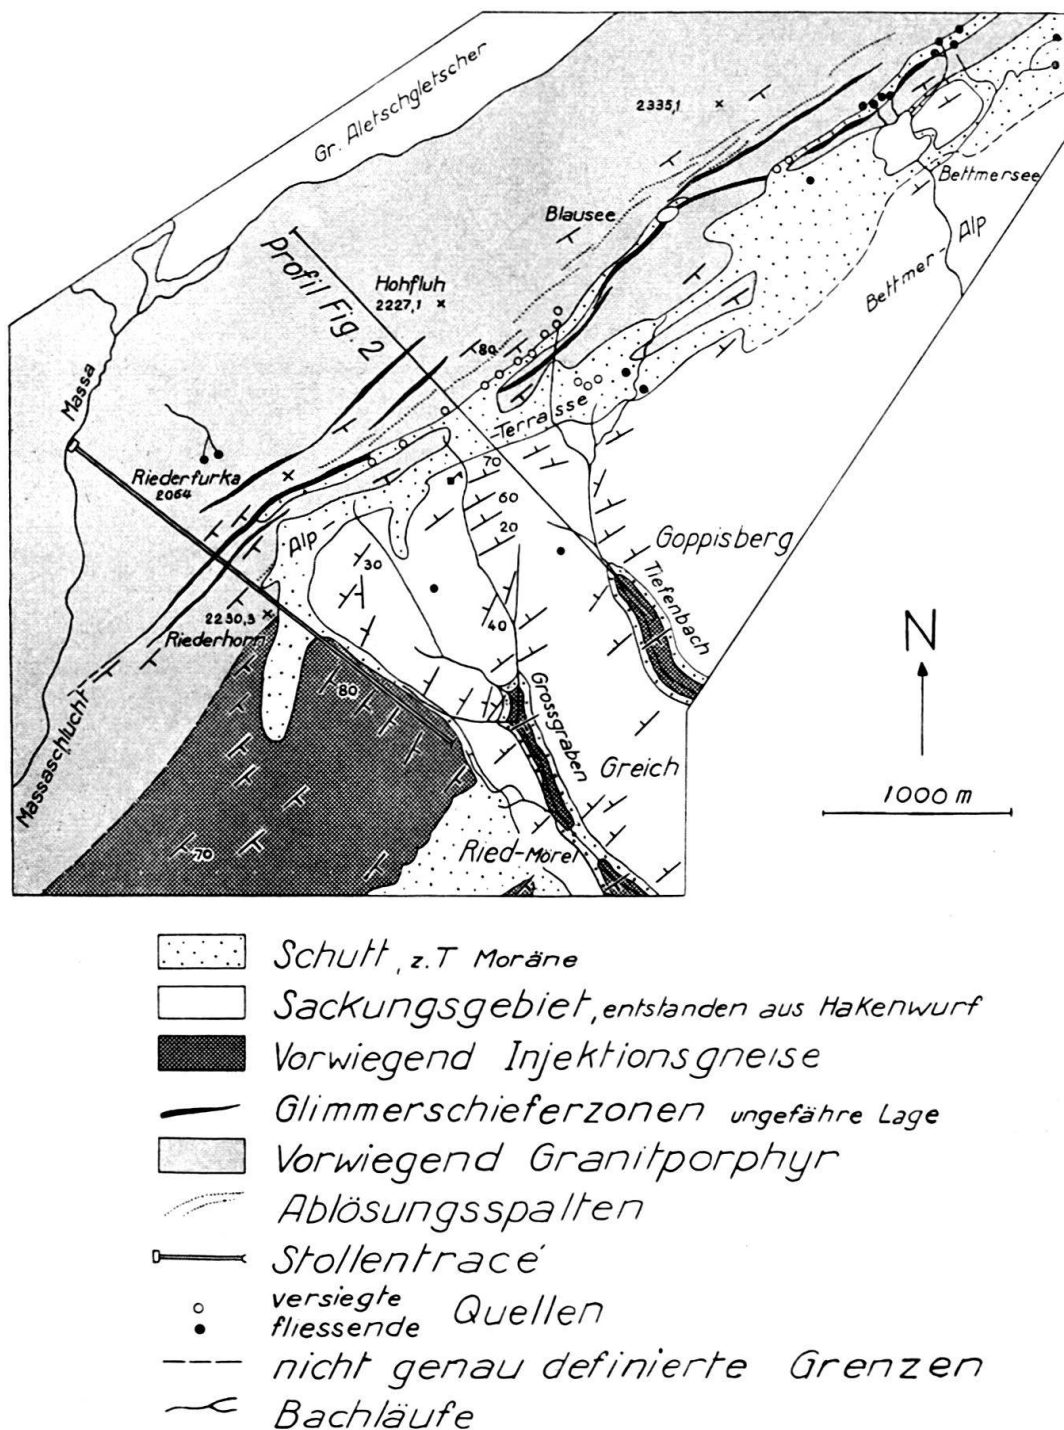 Gr. Aletschgletscher
2335,1
Bettmersee
Blausee
Bettmer-Alp
Profil Fig. 2
Hohfluh
2227,1
80
Massa
Terrasse
Riederfurka
2064
70
60
20
Alp
30
Goppisberg
Tiefenbach
N
2230,3
Riederhorn
40
80
Grossgraben
Massaschlucht
Greich
1000 m
70
Ried-Mörel
Schutt, z.T Moräne
Sackungsgebiet, entstanden aus Hakenwurf
Vorwiegend Injektionsgneise
Glimmerschieferzonen ungefähre Lage
Vorwiegend Granitporphyr
Ablösungsspalten
Stollentracé
versiegte
fliessende Quellen
nicht genau definierte Grenzen
Bachläufe